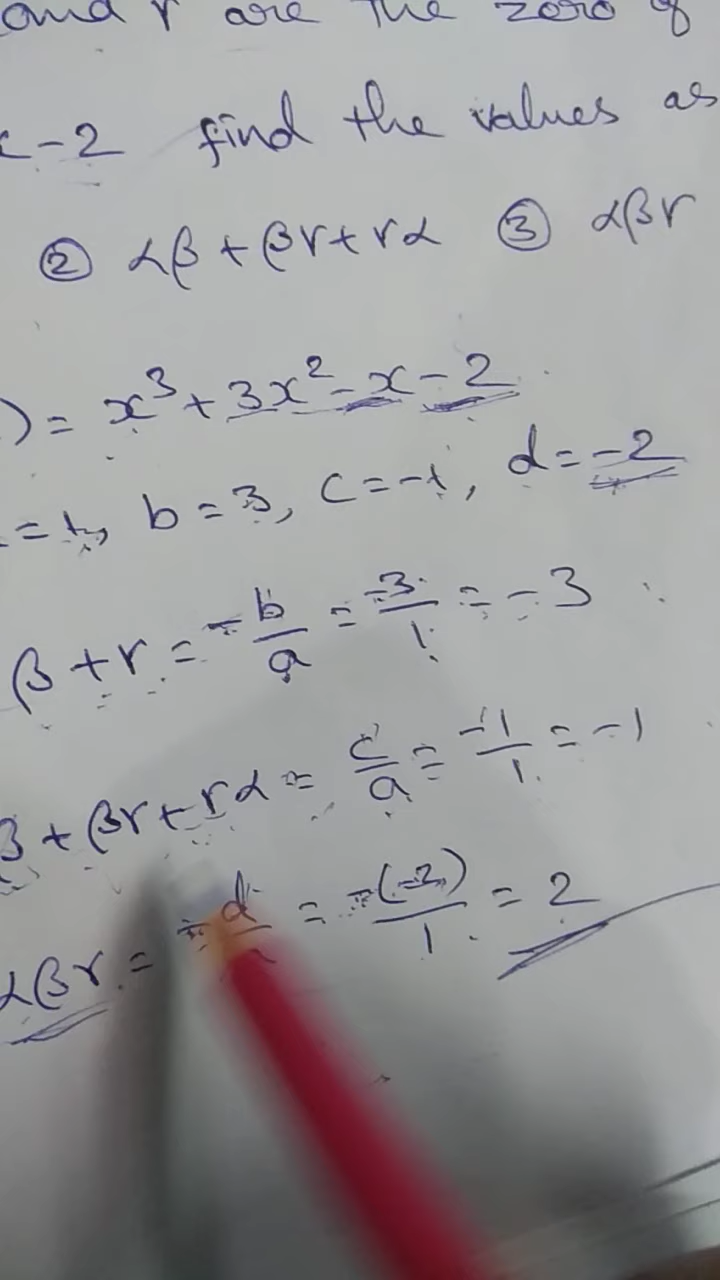 and r are the zero of
x-2 find the values as
② αβ + βr + rα ③ αβr
) = x³ + 3x² - x - 2
= 1, b = 3, c = -1, d = -2
β + r = -b/a = -3/1 = -3
β + βr + rα = c/a = -1/1 = -1
αβr = -d = -(-2)/1 = 2